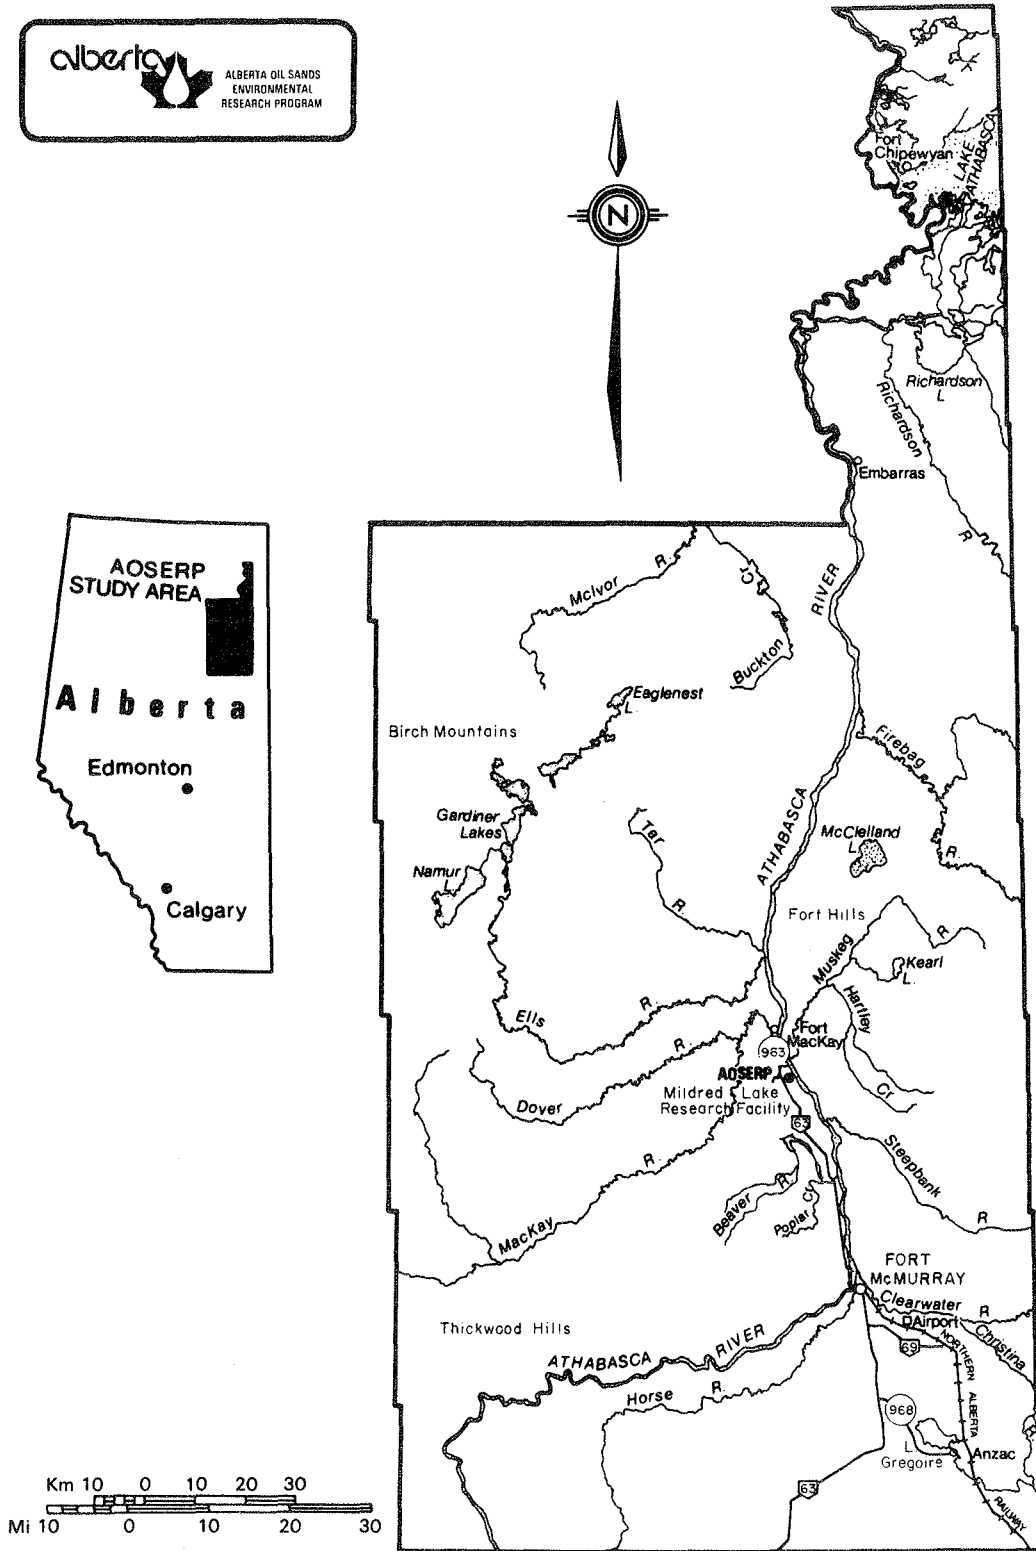 alberta
ALBERTA OIL SANDS
ENVIRONMENTAL
RESEARCH PROGRAM
N
Fort
Chipewyan
LAKE
ATHABASCA
Richardson
L.
Richardson
R.
Embarras
AOSERP
STUDY AREA
Alberta
Edmonton
Calgary
McIvor R.
Cr.
Buckton
RIVER
Eaglenest
L.
Birch Mountains
Firebag
R.
Gardiner
Lakes
Namur
L.
Tar
R.
ATHABASCA
McClelland
L.
Fort Hills
Muskeg
R.
Kearl
L.
Hartley
Cr.
Ells
R.
Fort
MacKay
963
AOSERP
Mildred Lake
Research Facility
63
Dover
R.
MacKay
R.
Beaver
R.
Poplar Cr.
Steepbank
R.
FORT
McMURRAY
Clearwater
R.
Airport
Christina
69
NORTHERN ALBERTA
RAILWAY
Thickwood Hills
ATHABASCA RIVER
Horse R.
968
L.
Gregoire
Anzac
63
Km 10 0 10 20 30
Mi 10 0 10 20 30